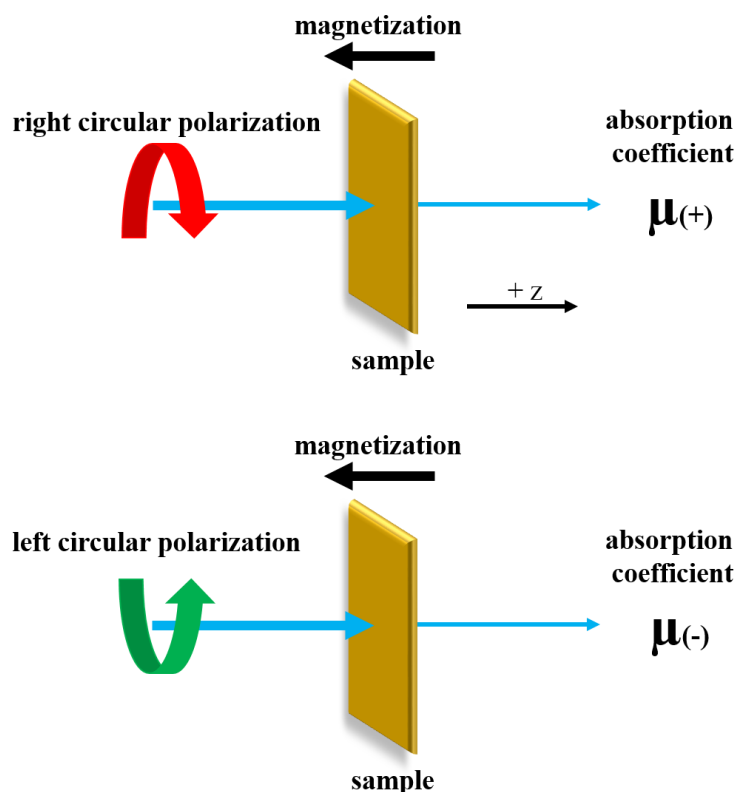 magnetization
right circular polarization
absorption
coefficient
μ(+)
+ z
sample
magnetization
left circular polarization
absorption
coefficient
μ(-)
sample